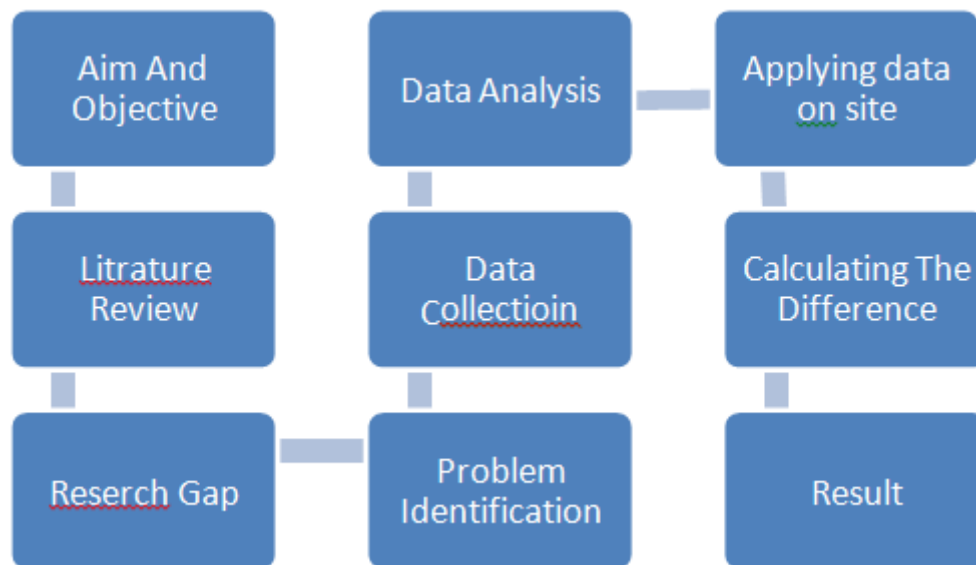 Aim And
Objective
Litrature
Review
Reserch Gap
Problem
Identification
Data
Collectioin
Data Analysis
Applying data
on site
Calculating The
Difference
Result